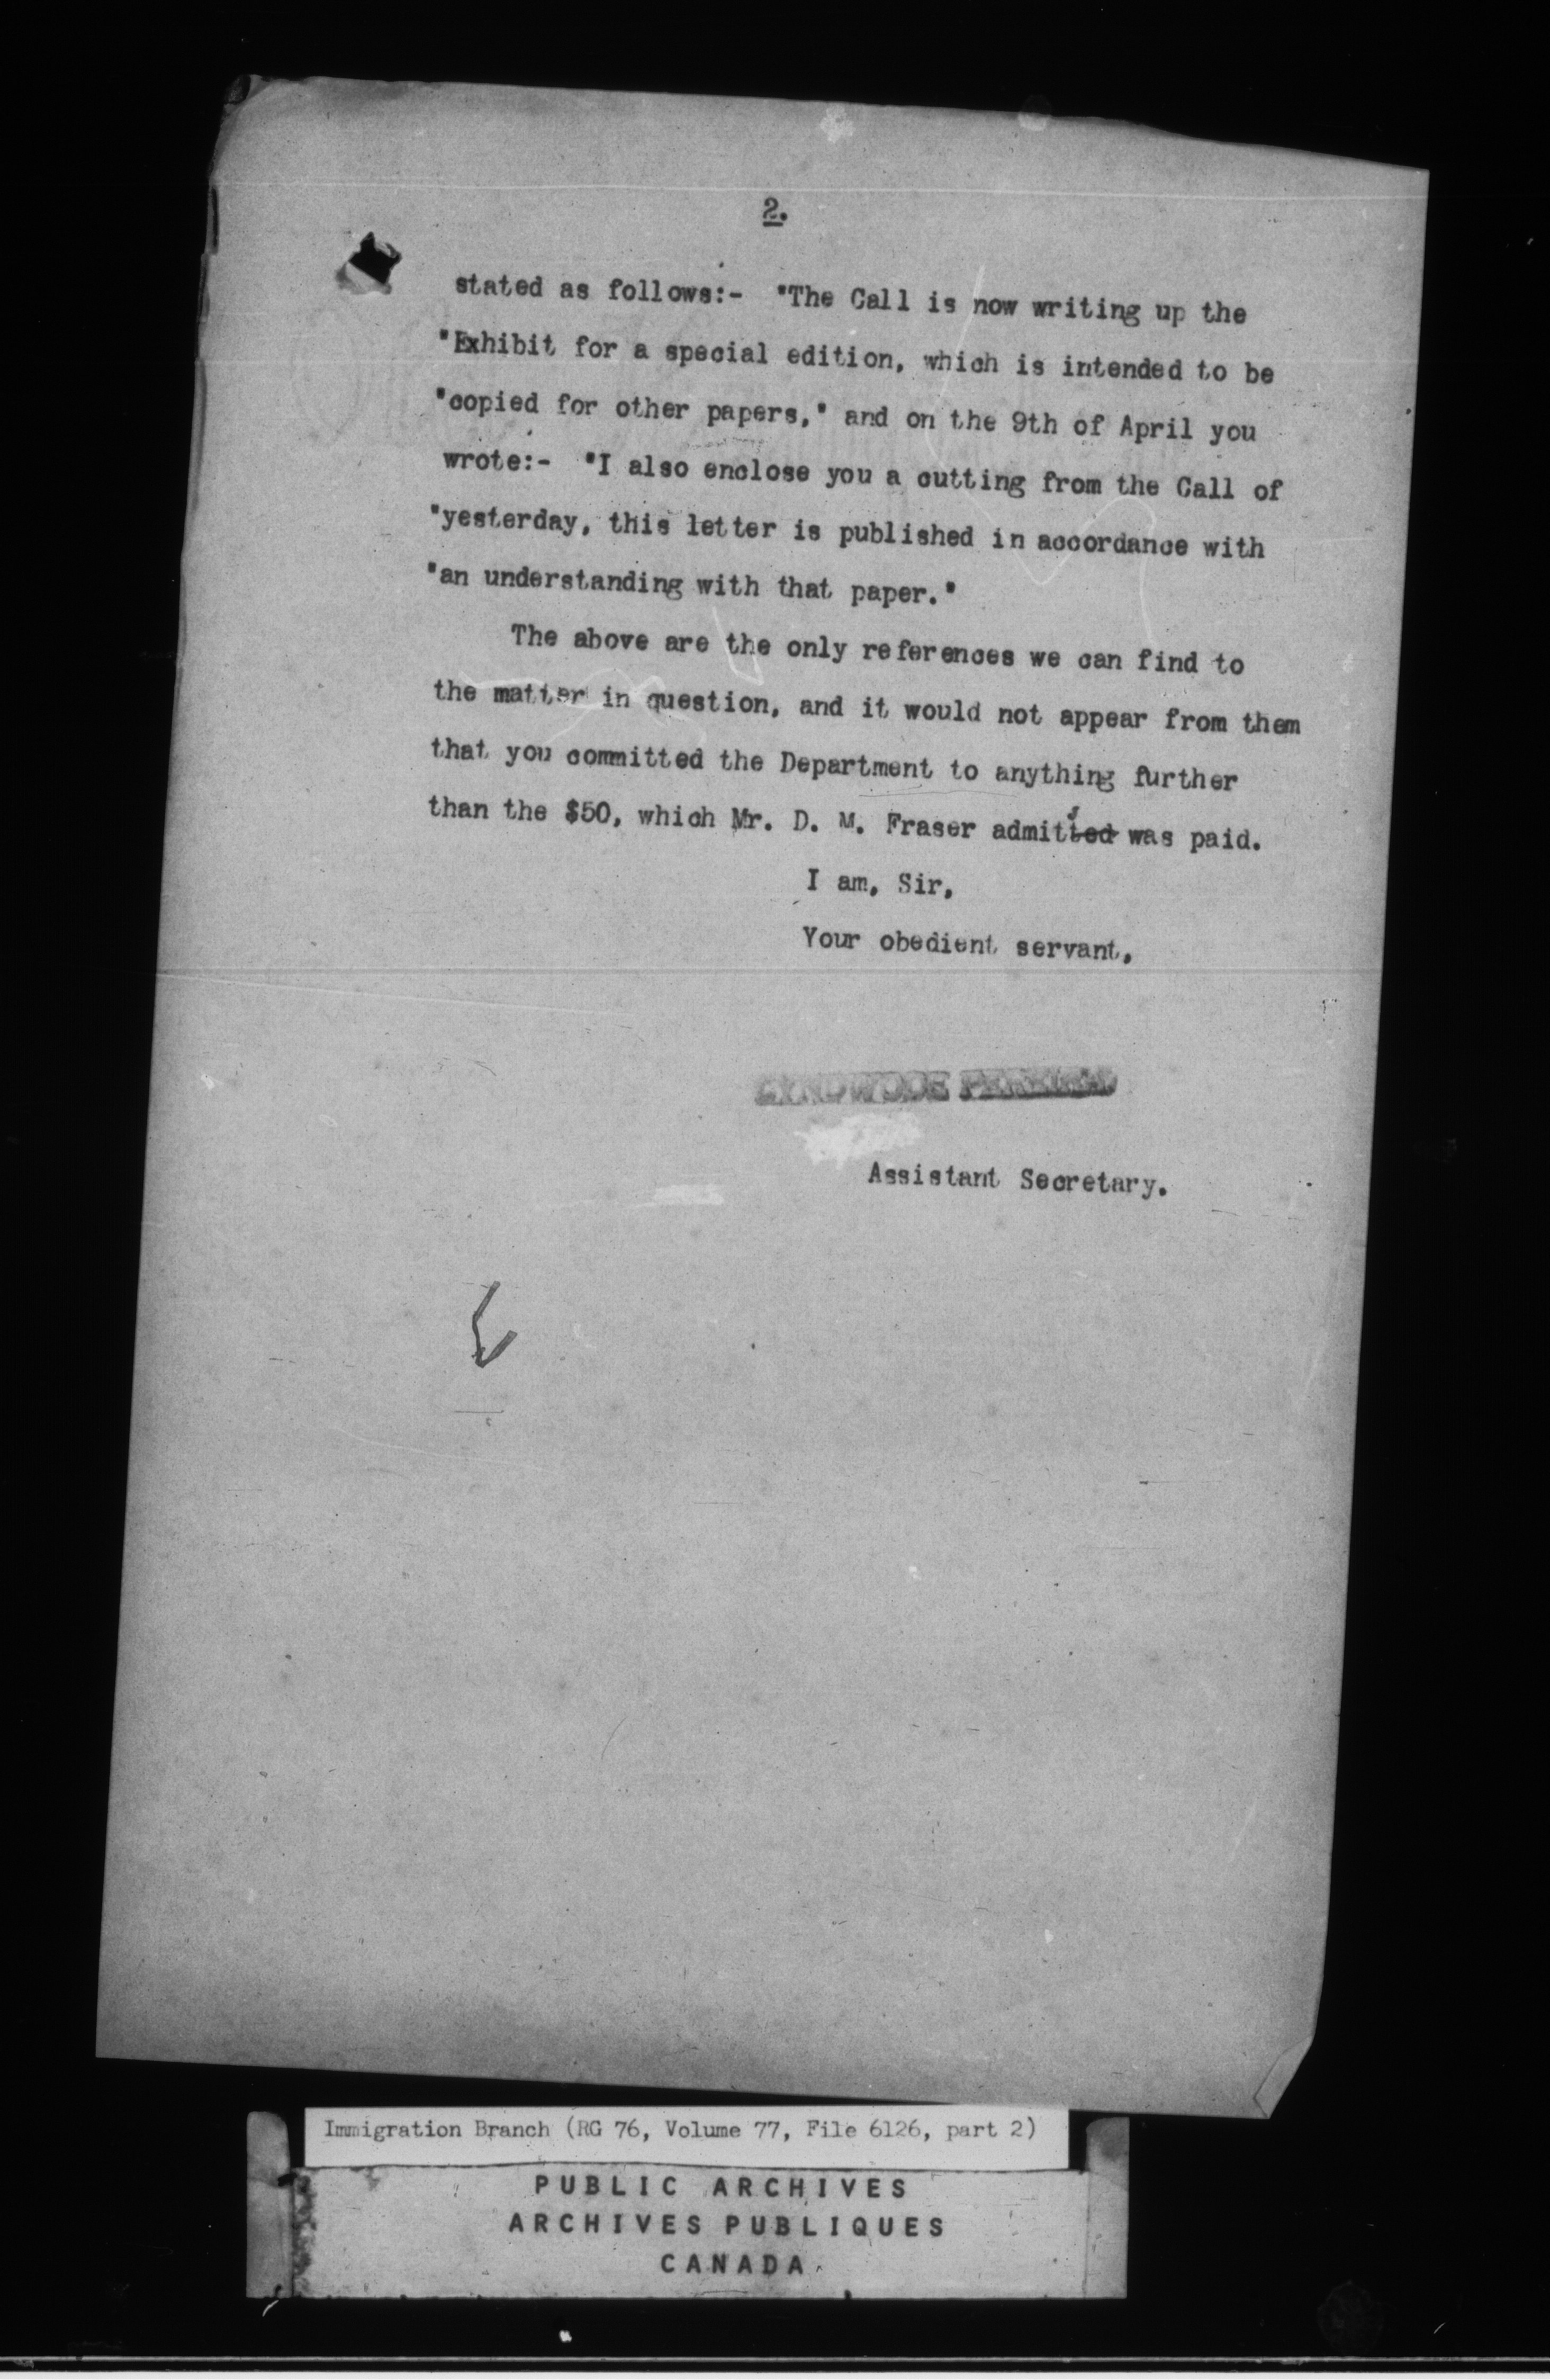 2.
stated as follows:- "The Call is now writing up the
"Exhibit for a special edition, which is intended to be
"copied for other papers," and on the 9th of April you
wrote:- "I also enclose you a cutting from the Call of
"yesterday, this letter is published in accordance with
"an understanding with that paper."
The above are the only references we can find to
the matter in question, and it would not appear from them
that you committed the Department to anything further
than the $50, which Mr. D. M. Fraser admits was paid.
I am, Sir,
Your obedient servant,
LYNDWODE PEREIRA
Assistant Secretary.
Immigration Branch (RG 76, Volume 77, File 6126, part 2)
PUBLIC ARCHIVES
ARCHIVES PUBLIQUES
CANADA